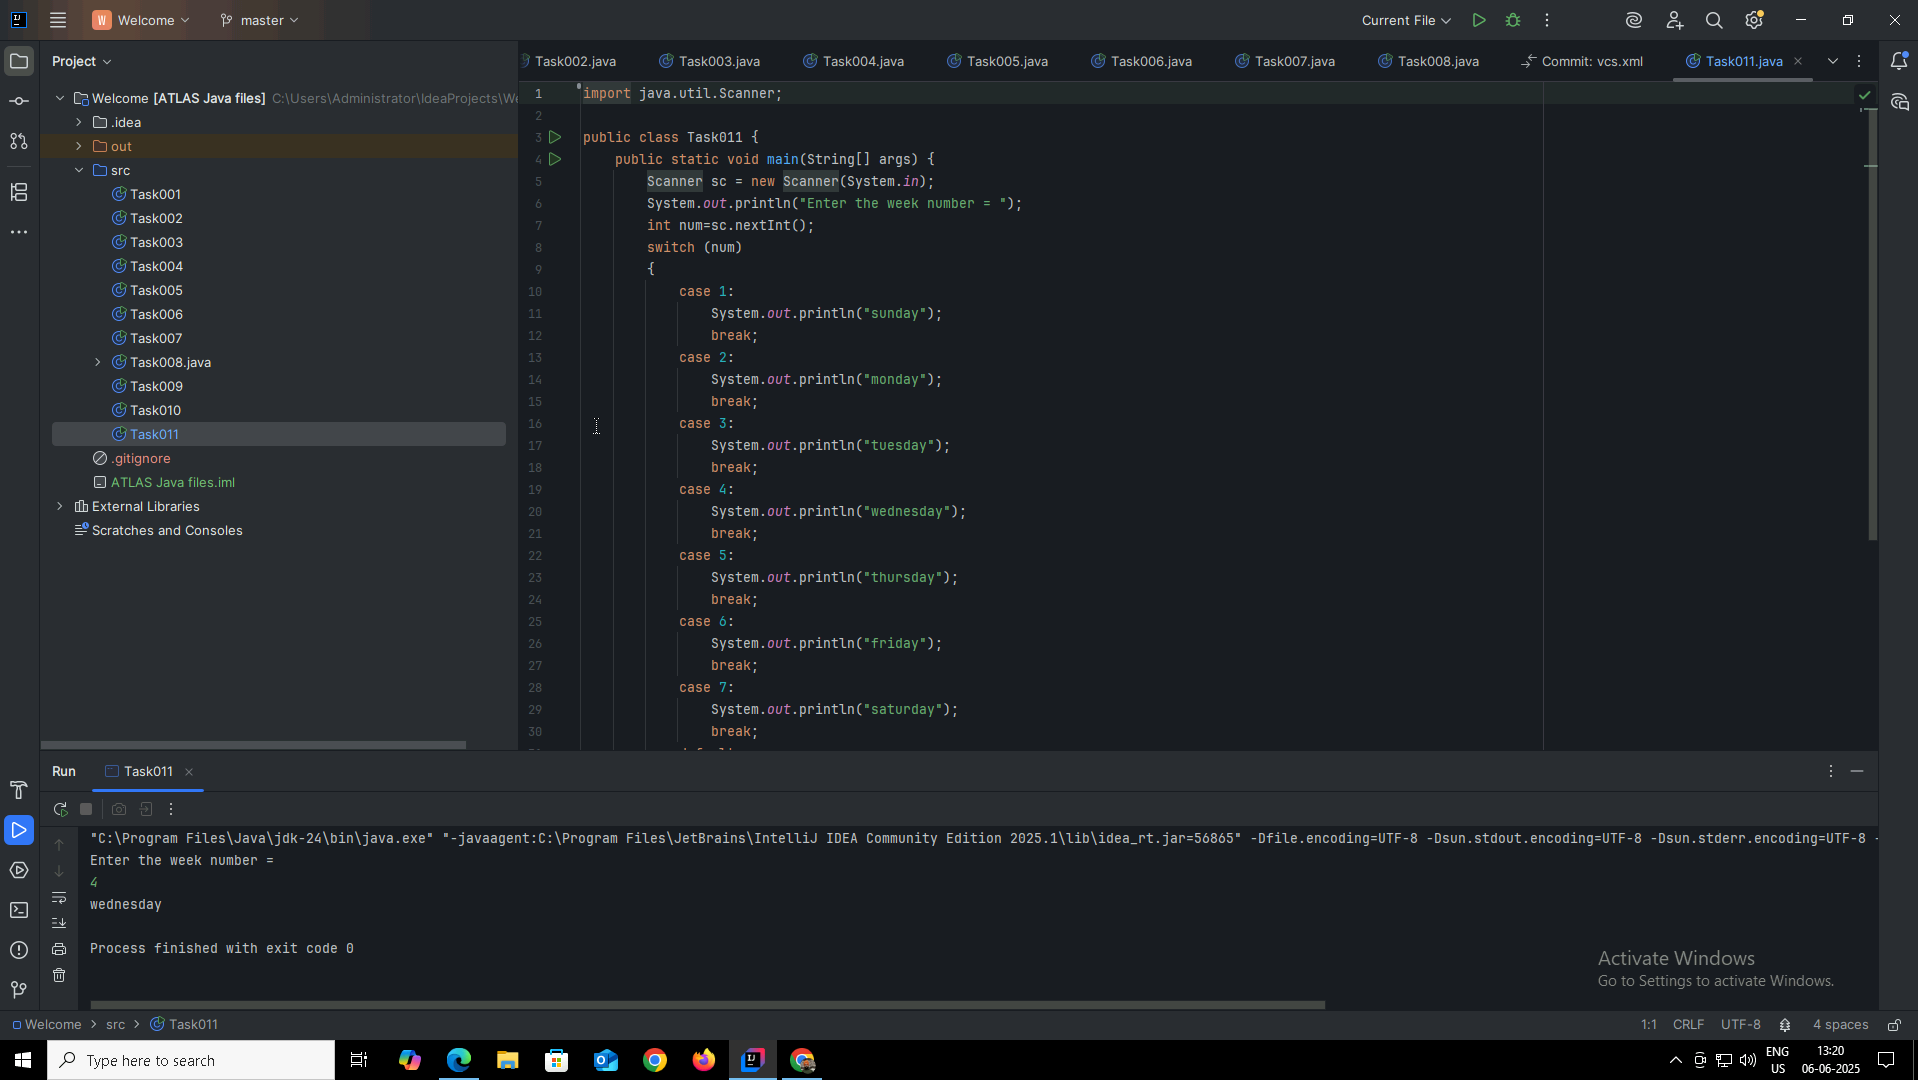 W Welcome master Current File
Project Task002.java Task003.java Task004.java Task005.java Task006.java Task007.java Task008.java Commit: vcs.xml Task011.java
Welcome [ATLAS Java files] C:\Users\Administrator\IdeaProjects\We
.idea
out
src
Task001
Task002
Task003
Task004
Task005
Task006
Task007
Task008.java
Task009
Task010
Task011
.gitignore
ATLAS Java files.iml
External Libraries
Scratches and Consoles
1 import java.util.Scanner;
2
3 public class Task011 {
4 public static void main(String[] args) {
5 Scanner sc = new Scanner(System.in);
6 System.out.println("Enter the week number = ");
7 int num=sc.nextInt();
8 switch (num)
9 {
10 case 1:
11 System.out.println("sunday");
12 break;
13 case 2:
14 System.out.println("monday");
15 break;
16 case 3:
17 System.out.println("tuesday");
18 break;
19 case 4:
20 System.out.println("wednesday");
21 break;
22 case 5:
23 System.out.println("thursday");
24 break;
25 case 6:
26 System.out.println("friday");
27 break;
28 case 7:
29 System.out.println("saturday");
30 break;
Run Task011
"C:\Program Files\Java\jdk-24\bin\java.exe" "-javaagent:C:\Program Files\JetBrains\IntelliJ IDEA Community Edition 2025.1\lib\idea_rt.jar=56865" -Dfile.encoding=UTF-8 -Dsun.stdout.encoding=UTF-8 -Dsun.stderr.encoding=UTF-8 -
Enter the week number =
4
wednesday
Process finished with exit code 0
Activate Windows
Go to Settings to activate Windows.
Welcome > src > Task011 1:1 CRLF UTF-8 4 spaces
Type here to search ENG US 13:20 06-06-2025